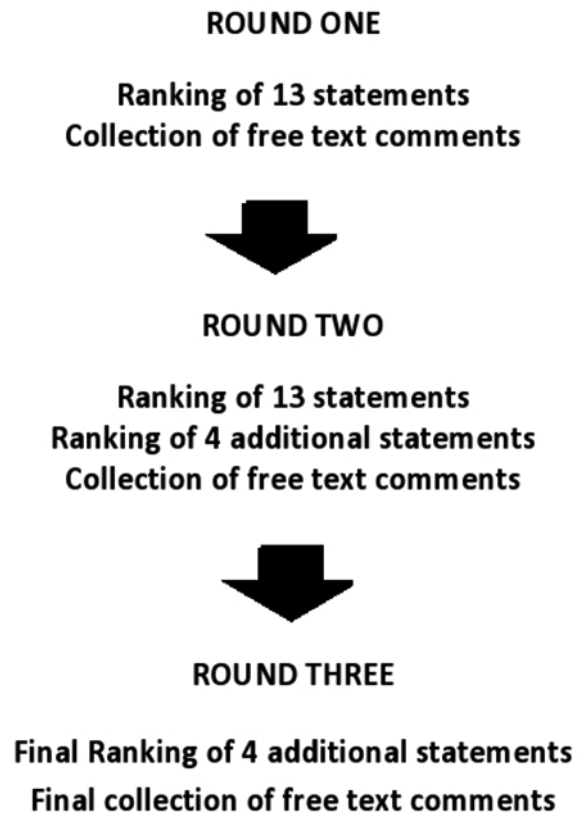 ROUND ONE
Ranking of 13 statements
Collection of free text comments
ROUND TWO
Ranking of 13 statements
Ranking of 4 additional statements
Collection of free text comments
ROUND THREE
Final Ranking of 4 additional statements
Final collection of free text comments